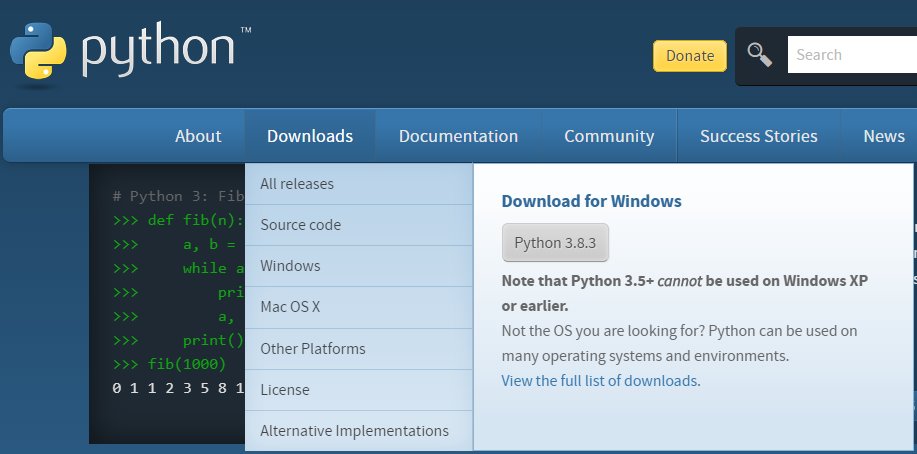 python™
Donate
Search
About
Downloads
Documentation
Community
Success Stories
News
# Python 3: Fib
>>> def fib(n):
>>>     a, b =
>>>     while a
>>>         pri
>>>         a,
>>>     print()
>>> fib(1000)
0 1 1 2 3 5 8 1
All releases
Source code
Windows
Mac OS X
Other Platforms
License
Alternative Implementations
Download for Windows
Python 3.8.3
Note that Python 3.5+ cannot be used on Windows XP
or earlier.
Not the OS you are looking for? Python can be used on
many operating systems and environments.
View the full list of downloads.